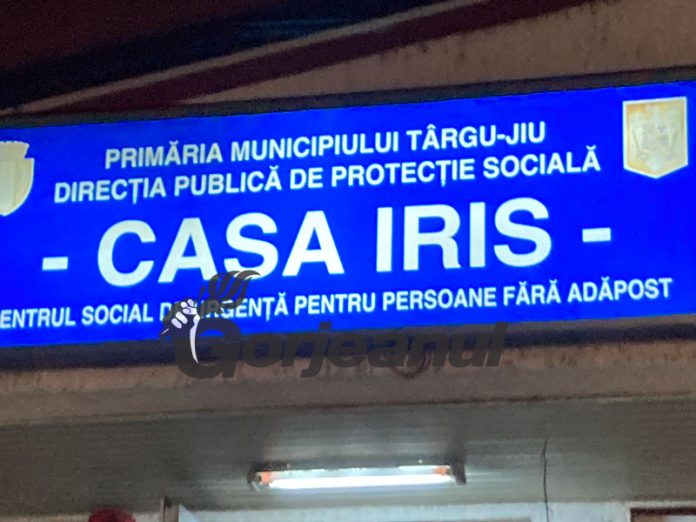 PRIMĂRIA MUNICIPIULUI TÂRGU-JIU
DIRECȚIA PUBLICĂ DE PROTECȚIE SOCIALĂ
- CASA IRIS -
ENTRUL SOCIAL DE URGENȚĂ PENTRU PERSOANE FĂRĂ ADĂPOST
Gorjeanul